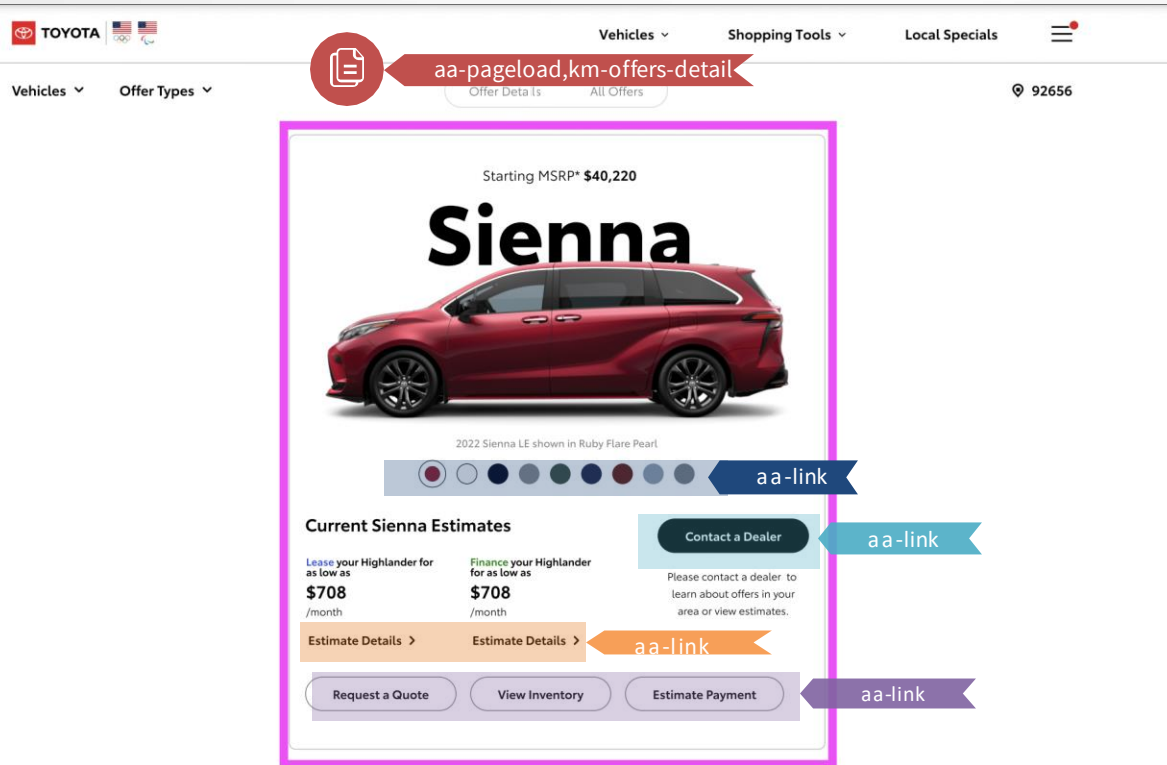 TOYOTA
Vehicles
Shopping Tools
Local Specials
aa-pageload,km-offers-detail
Vehicles
Offer Types
Offer Details
All Offers
92656
Starting MSRP* $40,220
Sienna
2022 Sienna LE shown in Ruby Flare Pearl
aa-link
Current Sienna Estimates
Contact a Dealer
aa-link
Lease your Highlander for
as low as
$708
/month
Finance your Highlander
for as low as
$708
/month
Please contact a dealer to
learn about offers in your
area or view estimates.
Estimate Details
Estimate Details
aa-link
Request a Quote
View Inventory
Estimate Payment
aa-link